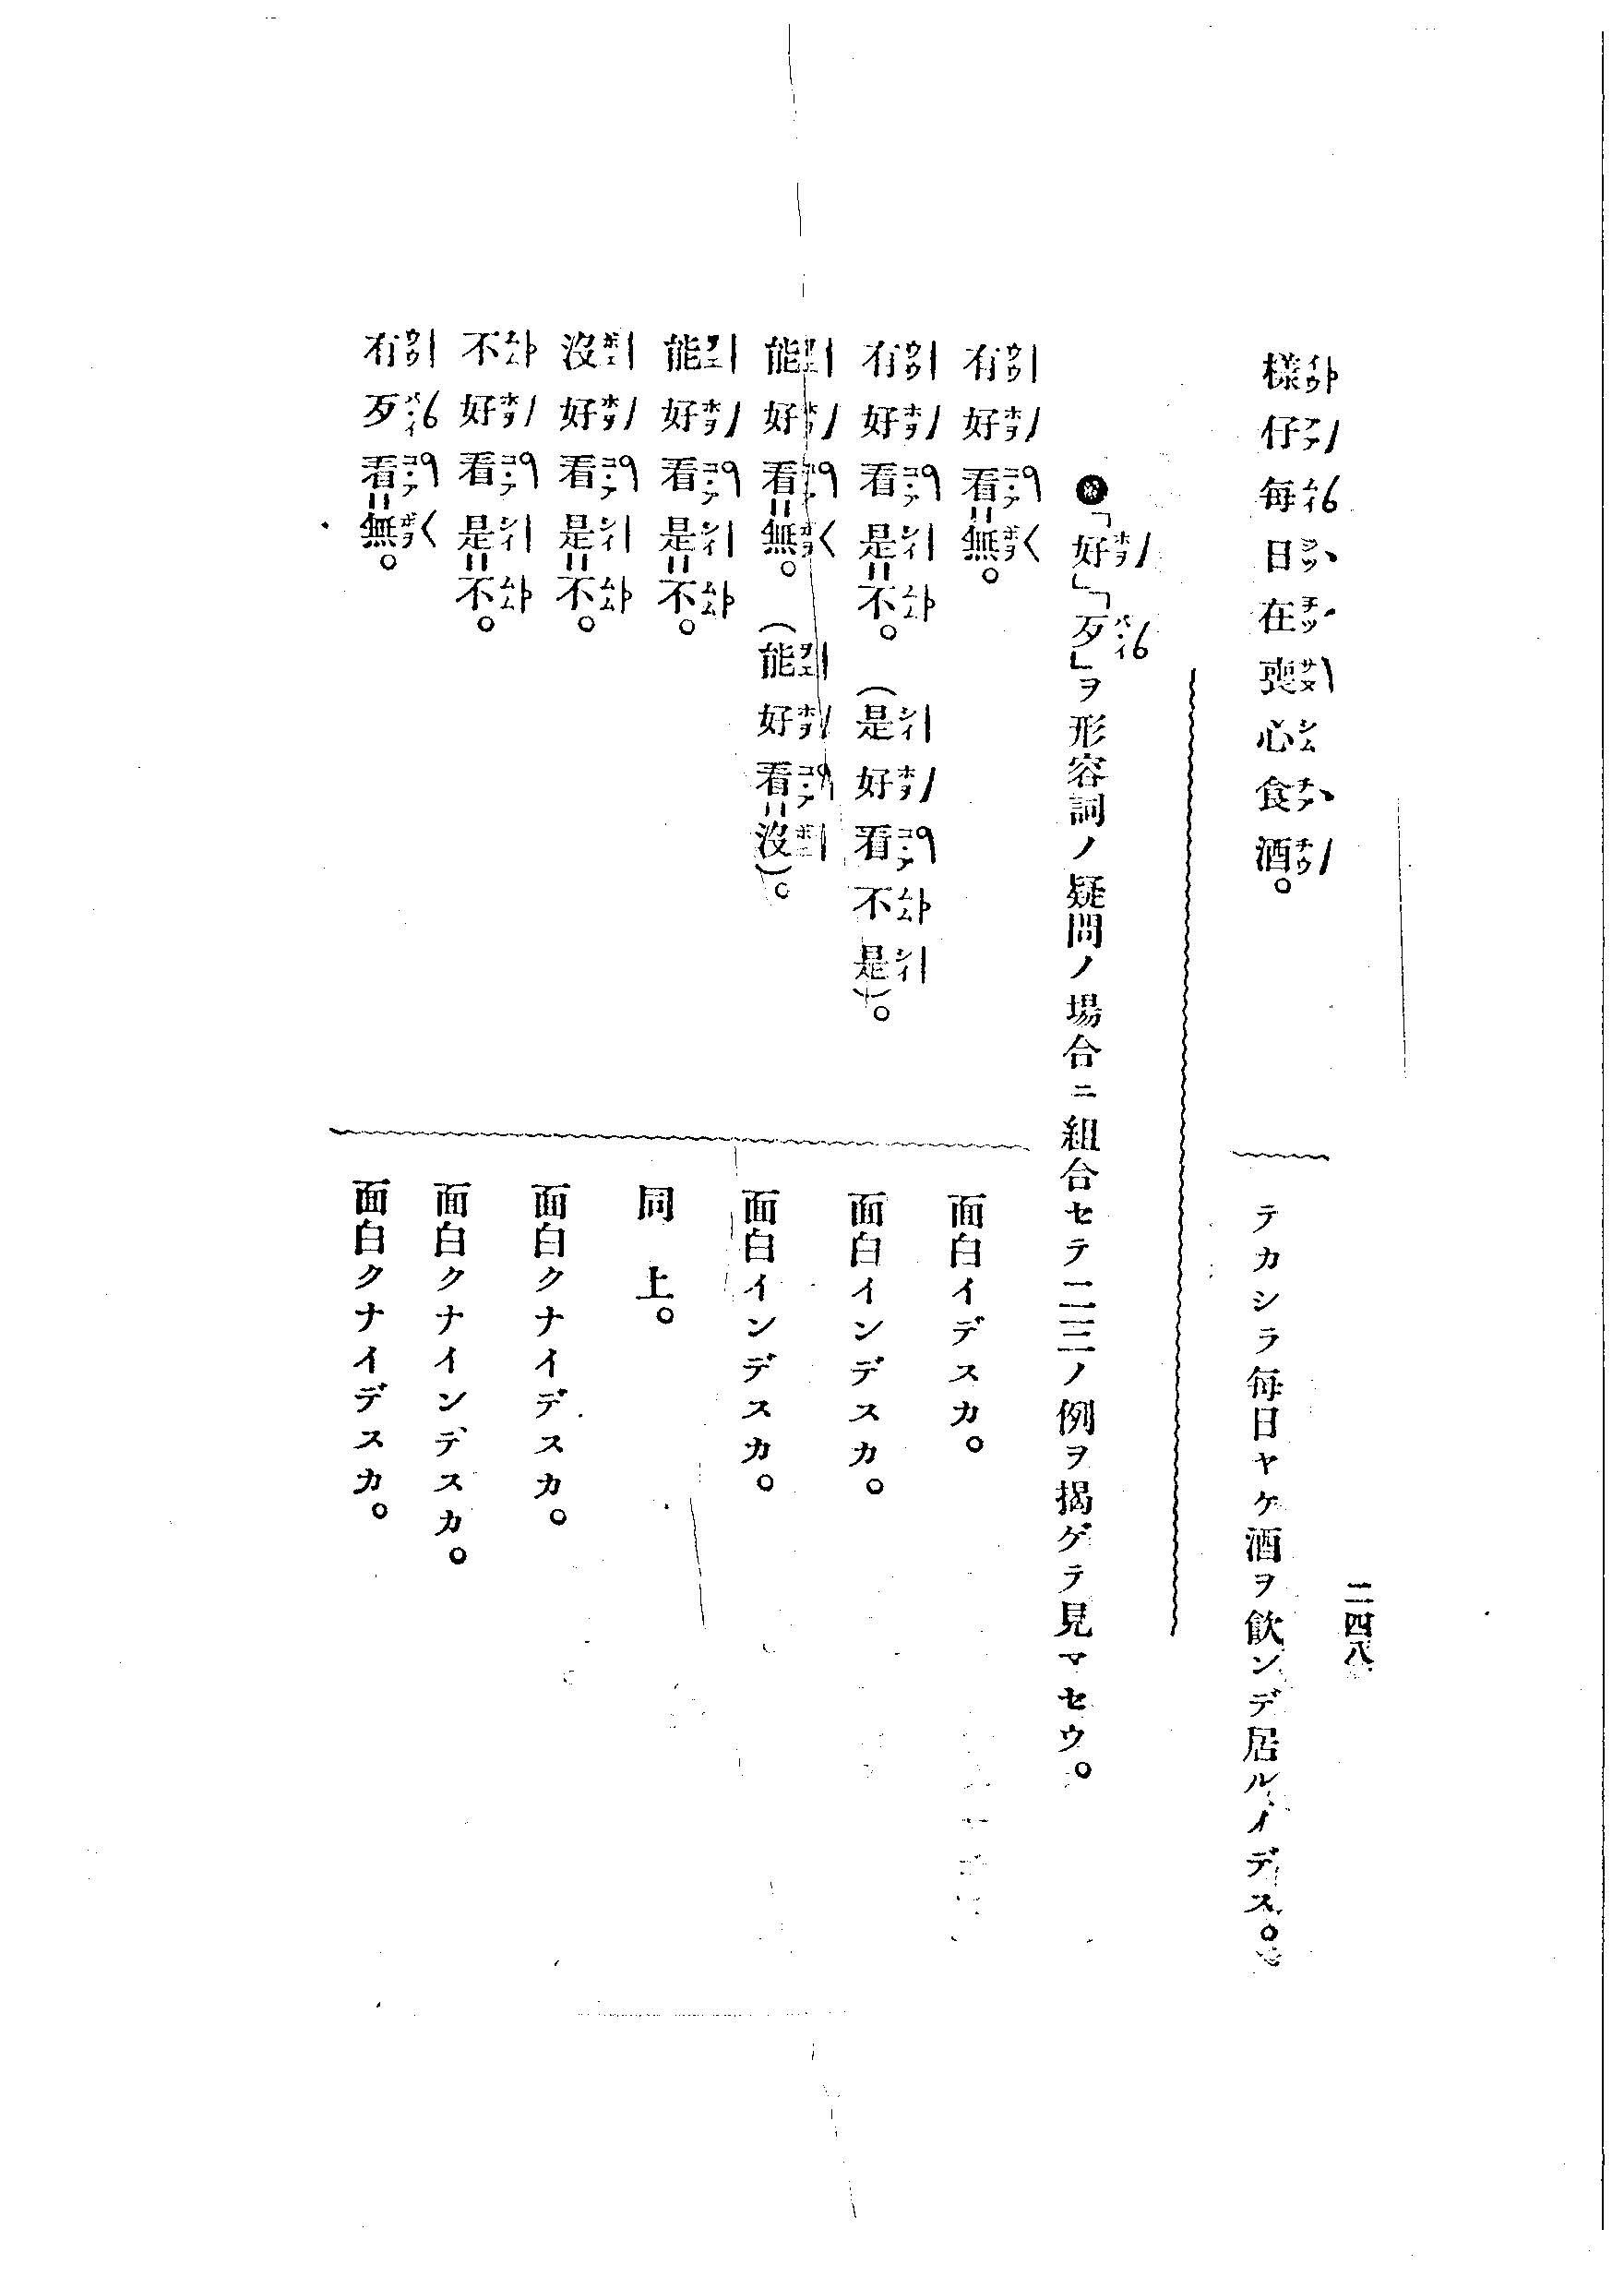 二四八
樣仔每日在喪心食酒。
テカシラ每日ヤケ酒ヲ飮ンデ居ルノデス。
「好」「歹」ヲ形容詞ノ疑問ノ場合ニ組合セテ二三ノ例ヲ揭ゲテ見マセウ。
有好看=無。
面白イデスカ。
有好看是=不。(是好看不是)。
面白インデスカ。
能好看=無。(能好看=沒)。
面白インデスカ。
能好看是=不。
同上。
沒好看是=不。
面白クナイデスカ。
不好看是=不。
面白クナインデスカ。
有歹看=無。
面白クナイデスカ。